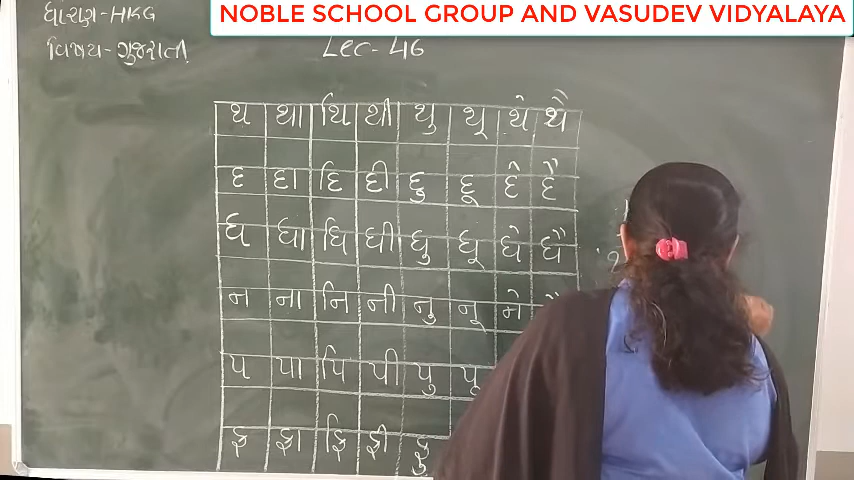 NOBLE SCHOOL GROUP AND VASUDEV VIDYALAYA
ધોરણ-HKG
વિષય-ગુજરાતી
Lec-46
થ થા થિ થી થુ થૂ થે થૈ
દ દા દિ દી દુ દૂ દે દૈ
ધ ધા ધિ ધી ધુ ધૂ ધે ધૈ
ન ના નિ ની નુ નૂ ને
પ પા પિ પી પુ પૂ
ફ ફા ફિ ફી ફુ